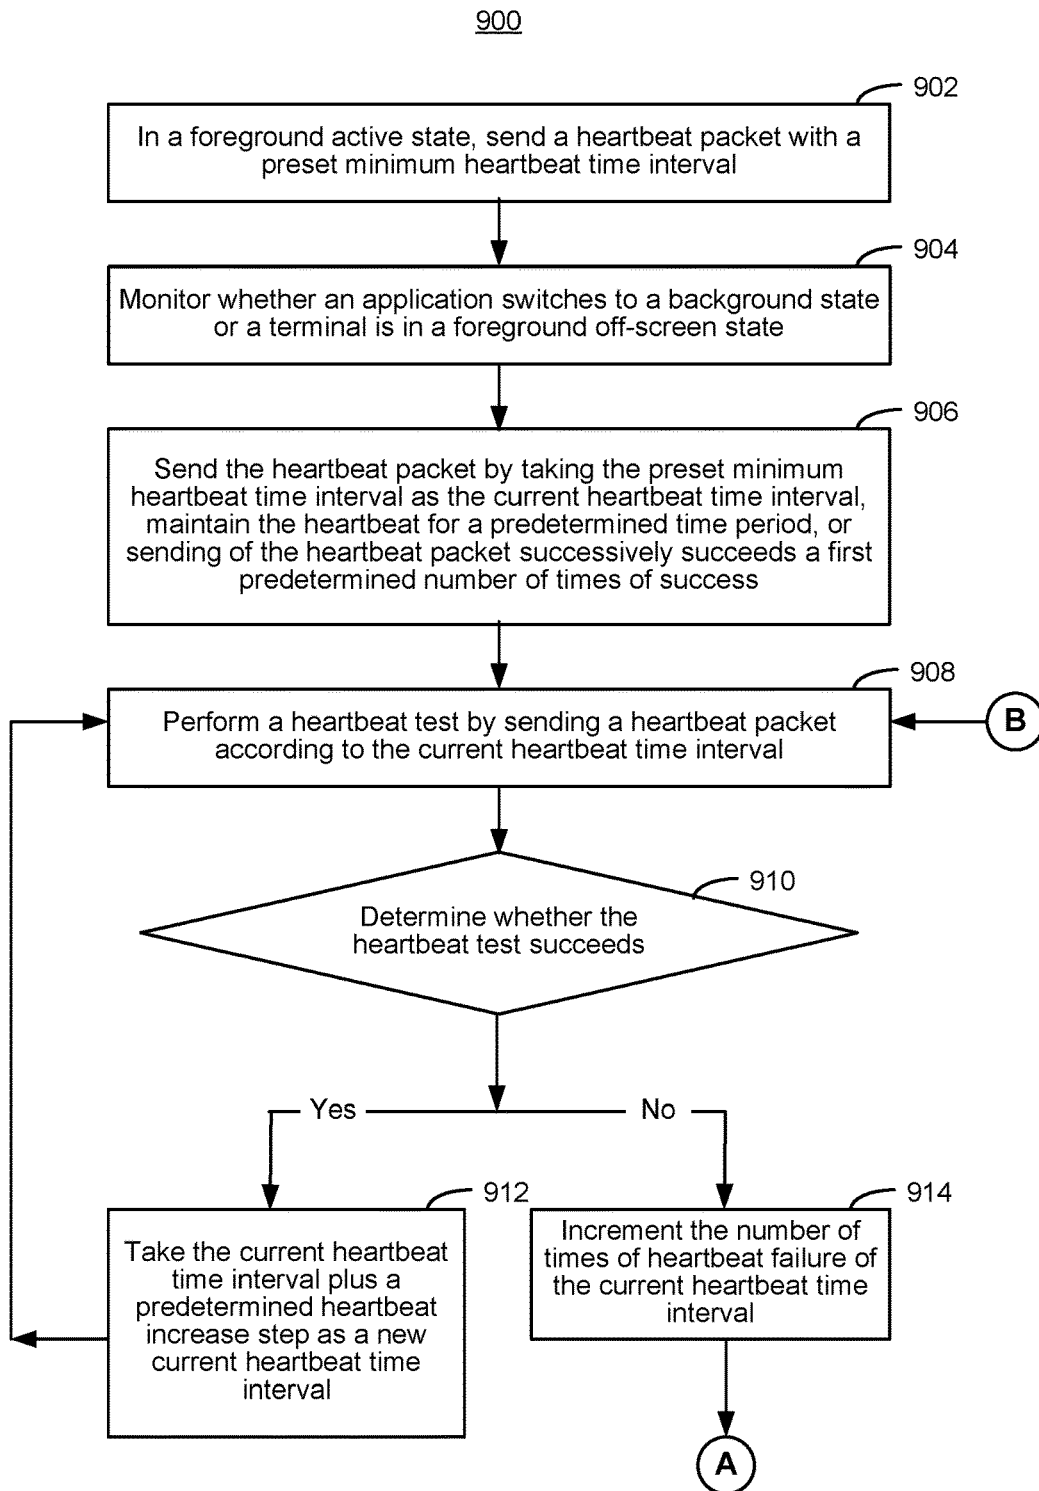 900
902
In a foreground active state, send a heartbeat packet with a
preset minimum heartbeat time interval
904
Monitor whether an application switches to a background state
or a terminal is in a foreground off-screen state
906
Send the heartbeat packet by taking the preset minimum
heartbeat time interval as the current heartbeat time interval,
maintain the heartbeat for a predetermined time period, or
sending of the heartbeat packet successively succeeds a first
predetermined number of times of success
908
Perform a heartbeat test by sending a heartbeat packet
according to the current heartbeat time interval
B
910
Determine whether the
heartbeat test succeeds
Yes
No
912
Take the current heartbeat
time interval plus a
predetermined heartbeat
increase step as a new
current heartbeat time
interval
914
Increment the number of
times of heartbeat failure of
the current heartbeat time
interval
A